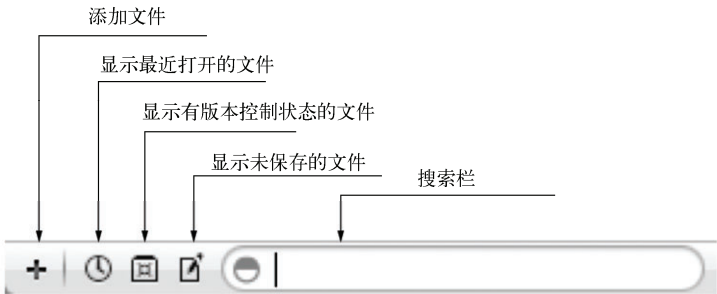 添加文件
显示最近打开的文件
显示有版本控制状态的文件
显示未保存的文件
搜索栏